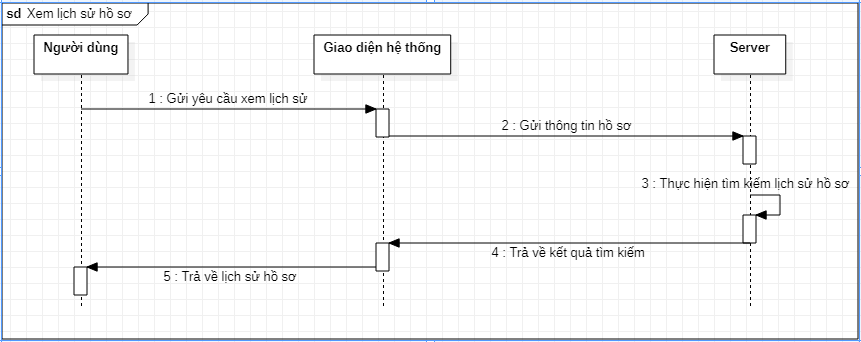 sd Xem lịch sử hồ sơ
Người dùng
Giao diện hệ thống
Server
1 : Gửi yêu cầu xem lịch sử
2 : Gửi thông tin hồ sơ
3 : Thực hiện tìm kiếm lịch sử hồ sơ
4 : Trả về kết quả tìm kiếm
5 : Trả về lịch sử hồ sơ